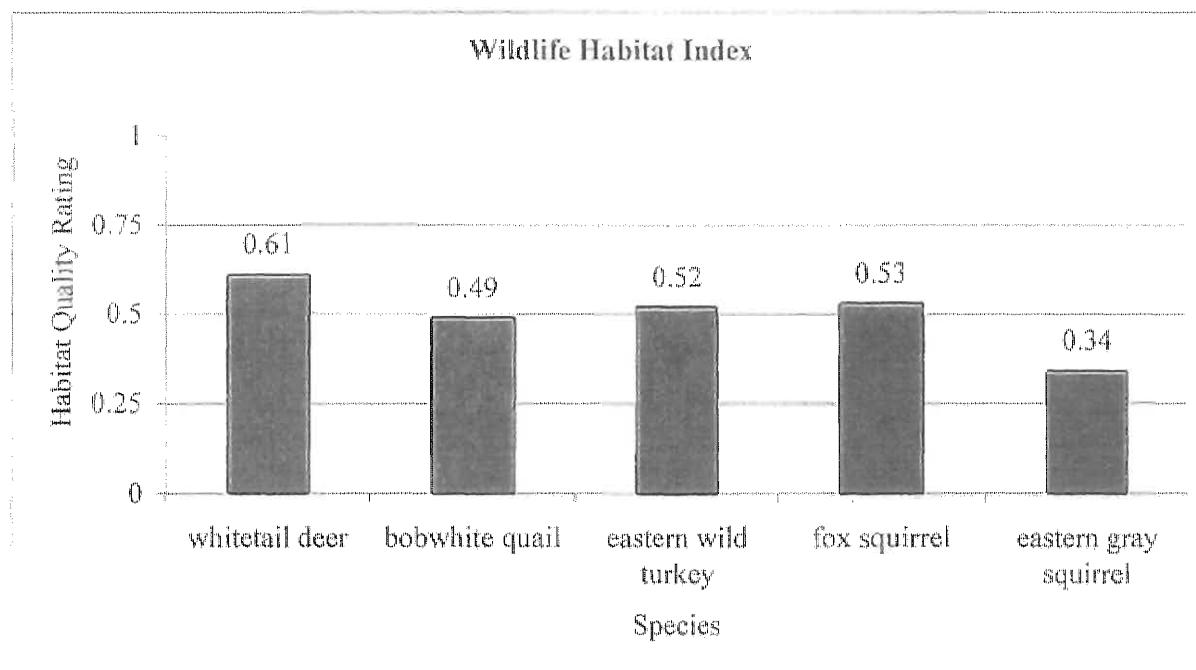 Wildlife Habitat Index
Habitat Quality Rating
1
0.75
0.5
0.25
0
0.61
0.49
0.52
0.53
0.34
whitetail deer
bobwhite quail
eastern wild
turkey
fox squirrel
eastern gray
squirrel
Species